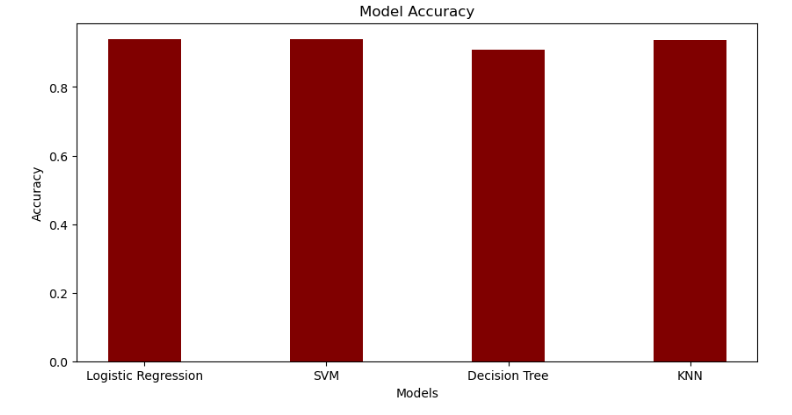 Model Accuracy
Accuracy
0.8
0.6
0.4
0.2
0.0
Logistic Regression SVM Decision Tree KNN
Models